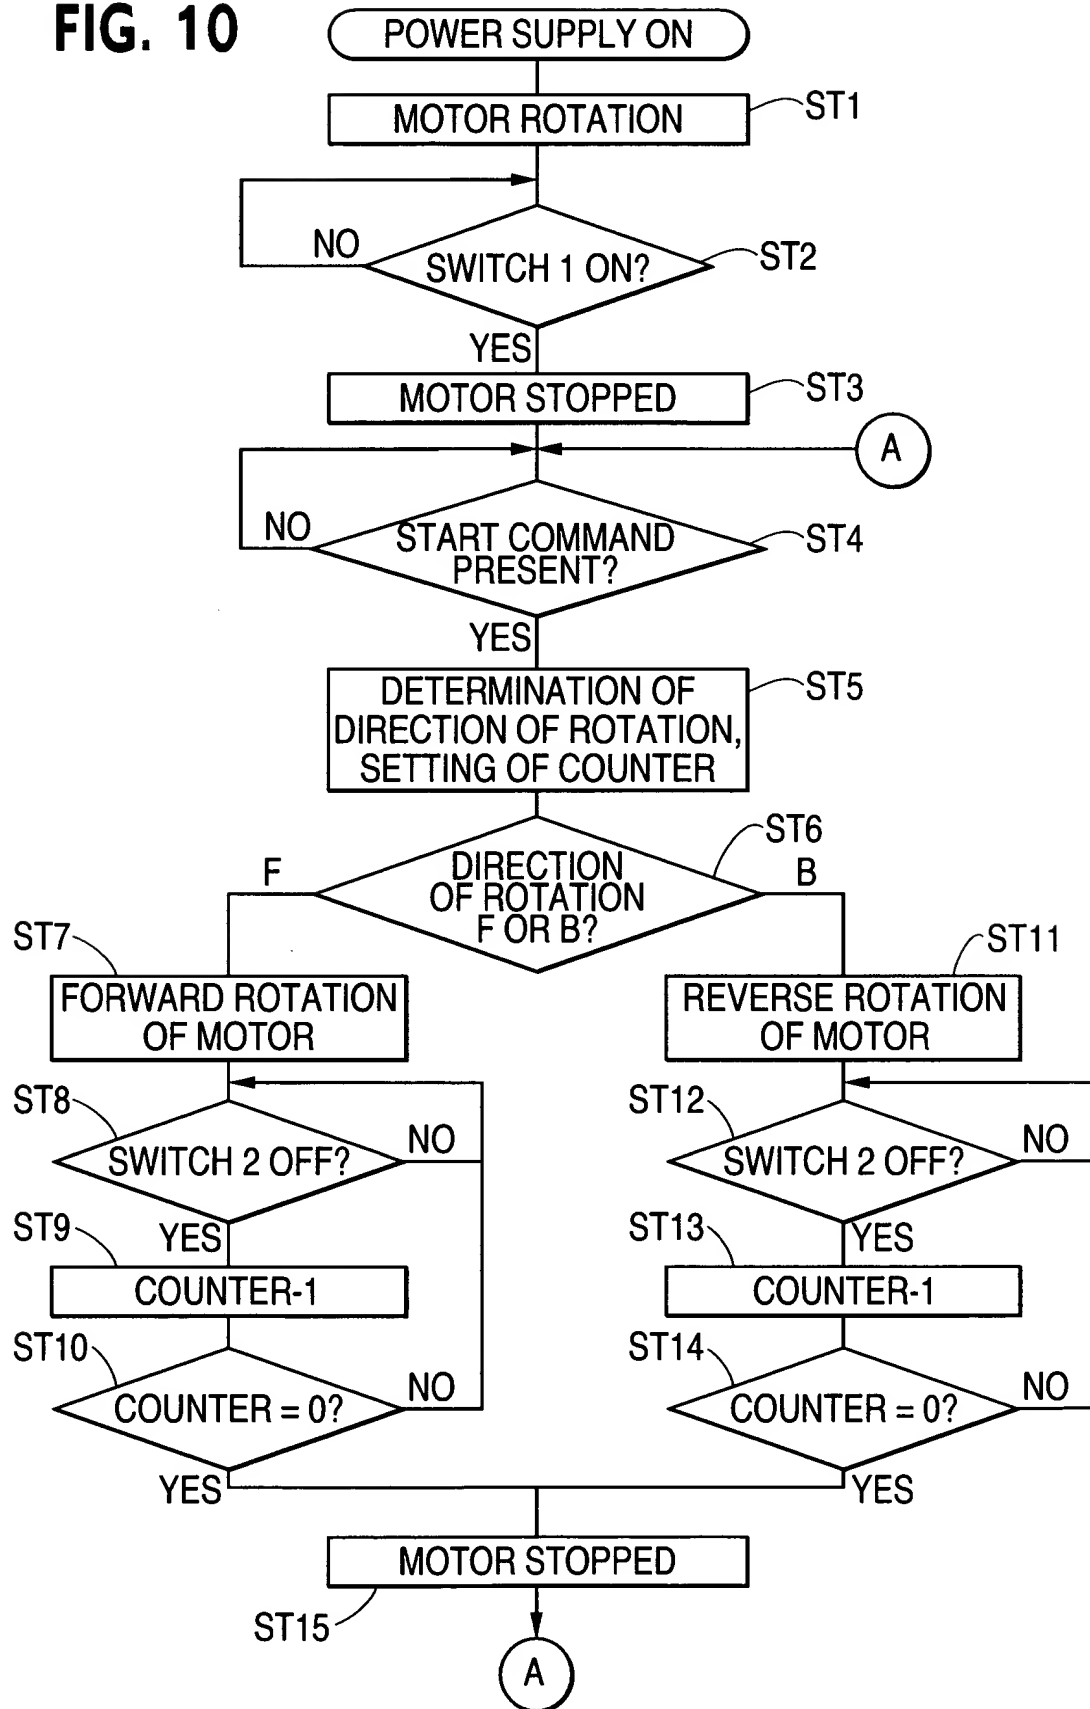 FIG. 10
POWER SUPPLY ON
MOTOR ROTATION
ST1
NO
SWITCH 1 ON?
ST2
YES
MOTOR STOPPED
ST3
A
NO
START COMMAND
PRESENT?
ST4
YES
DETERMINATION OF
DIRECTION OF ROTATION,
SETTING OF COUNTER
ST5
ST6
F
DIRECTION
OF ROTATION
F OR B?
B
ST7
FORWARD ROTATION
OF MOTOR
ST11
REVERSE ROTATION
OF MOTOR
ST8
SWITCH 2 OFF?
NO
ST12
SWITCH 2 OFF?
NO
ST9
YES
COUNTER-1
ST13
YES
COUNTER-1
ST10
COUNTER = 0?
NO
ST14
COUNTER = 0?
NO
YES
YES
MOTOR STOPPED
ST15
A